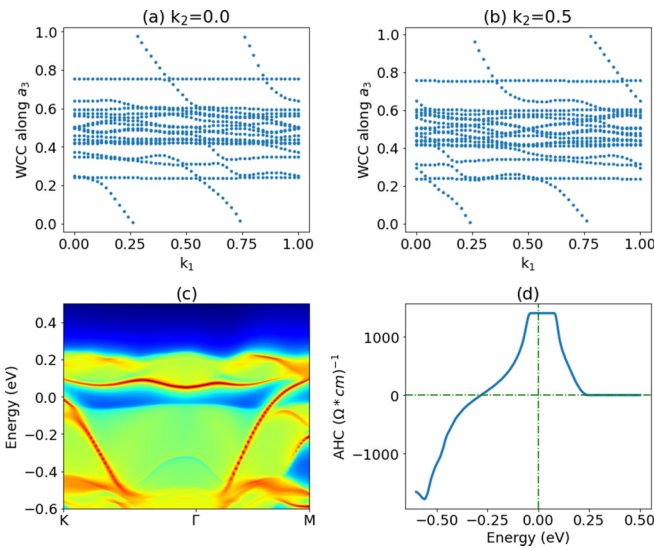 (a) k₂=0.0
(b) k₂=0.5
WCC along a₃
1.0
0.8
0.6
0.4
0.2
0.0
0.00 0.25 0.50 0.75 1.00
k₁
WCC along a₃
1.0
0.8
0.6
0.4
0.2
0.0
0.00 0.25 0.50 0.75 1.00
k₁
(c)
(d)
Energy (eV)
0.4
0.2
0.0
−0.2
−0.4
−0.6
K Γ M
AHC (Ω*cm)⁻¹
1000
0
−1000
−0.50 −0.25 0.00 0.25 0.50
Energy (eV)